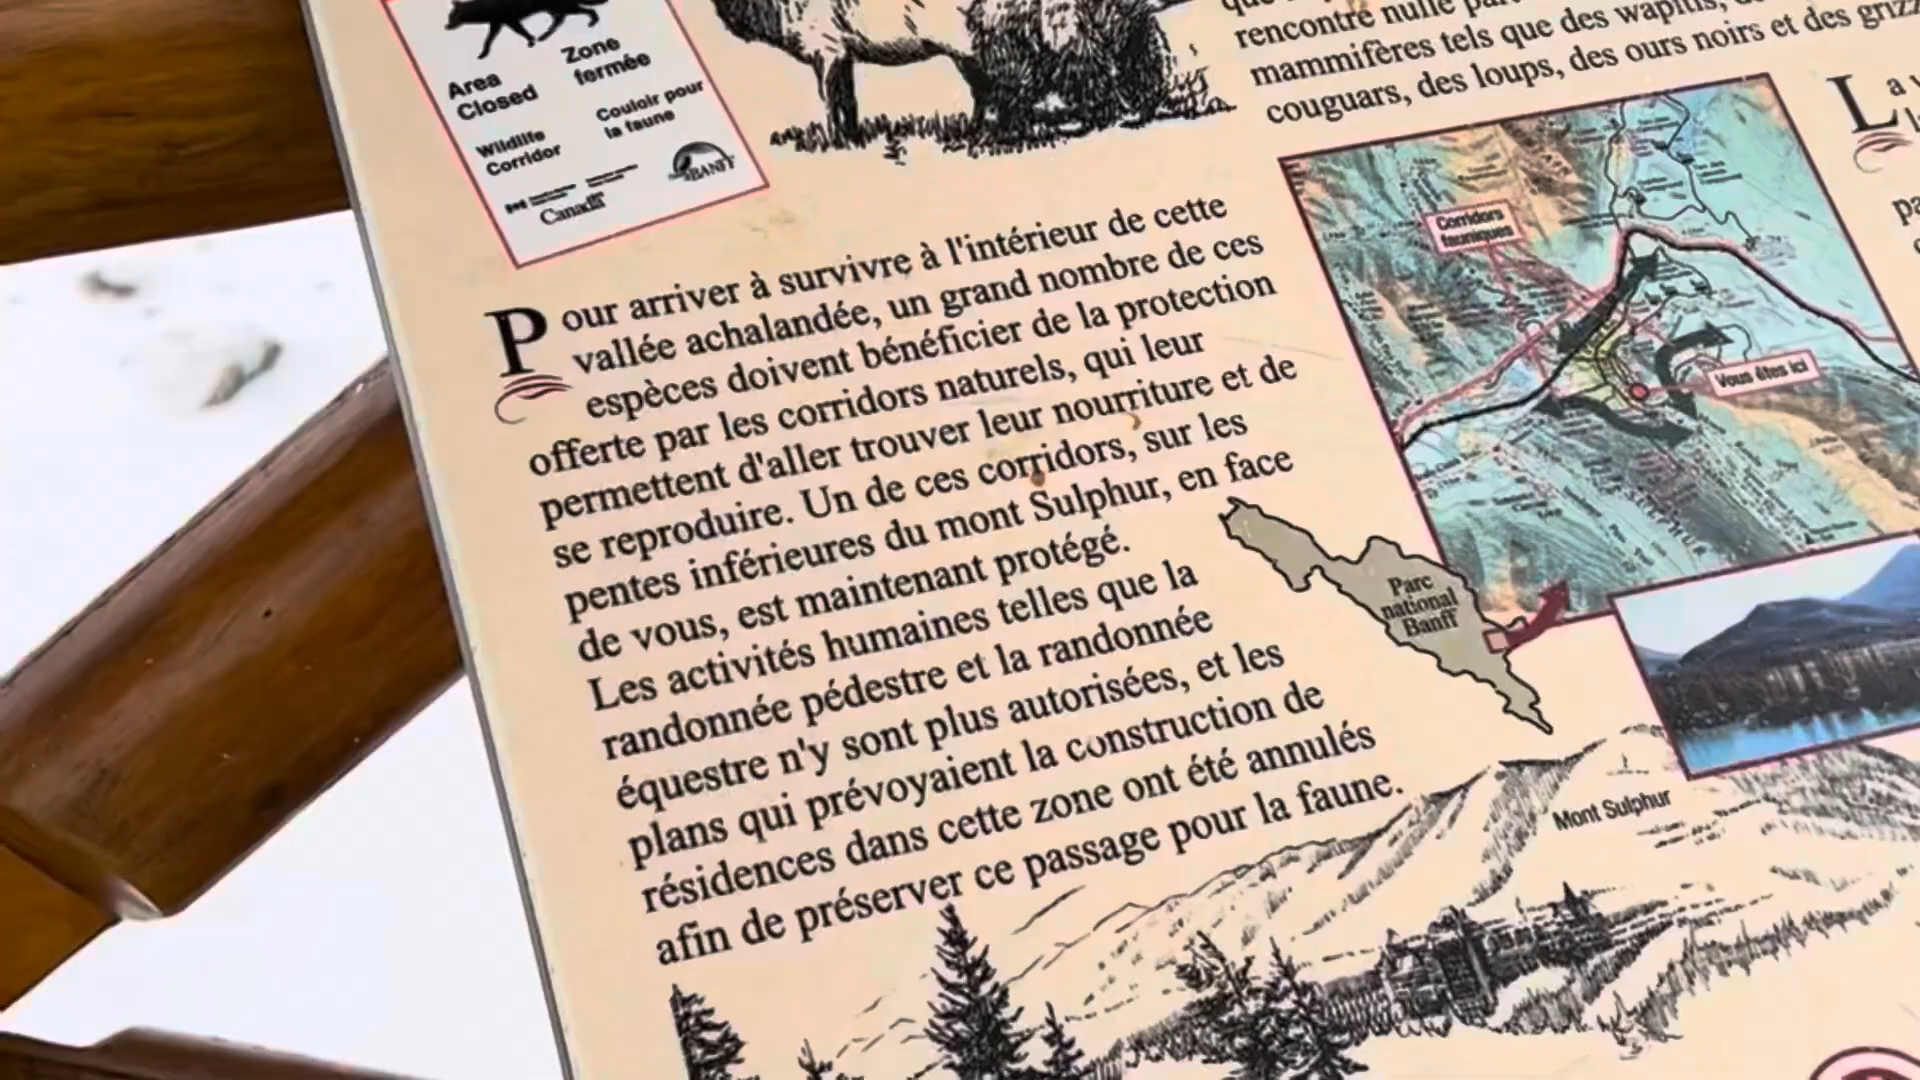 Area
Closed
Zone
fermée
Wildlife
Corridor
Couloir pour
la faune
Canada
BANFF
rencontre nulle
mammifères tels que des wapitis,
couguars, des loups, des ours noirs et des
Pour arriver à survivre à l'intérieur de cette
vallée achalandée, un grand nombre de ces
espèces doivent bénéficier de la protection
offerte par les corridors naturels, qui leur
permettent d'aller trouver leur nourriture et de
se reproduire. Un de ces corridors, sur les
pentes inférieures du mont Sulphur, en face
de vous, est maintenant protégé.
Les activités humaines telles que la
randonnée pédestre et la randonnée
équestre n'y sont plus autorisées, et les
plans qui prévoyaient la construction de
résidences dans cette zone ont été annulés
afin de préserver ce passage pour la faune.
Corridors
fauniques
Vous êtes ici
SULPHUR
Parc
national
Banff
Mont Sulphur
La